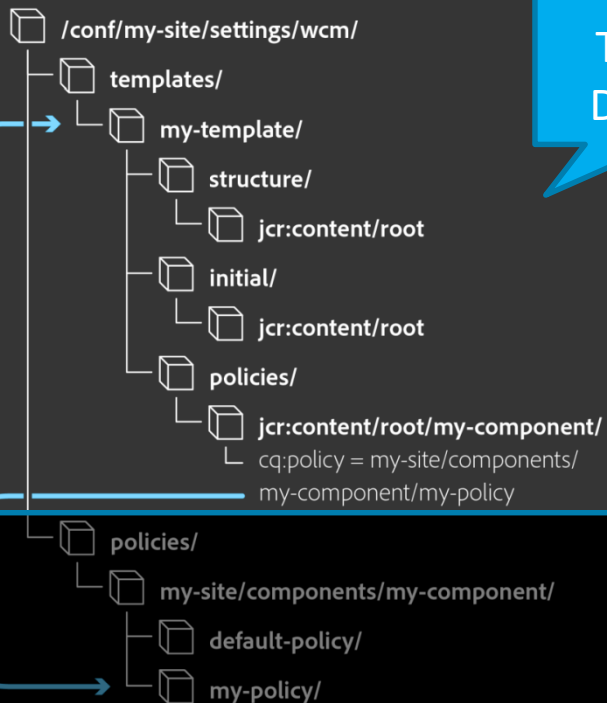 /conf/my-site/settings/wcm/
templates/
my-template/
structure/
jcr:content/root
initial/
jcr:content/root
policies/
jcr:content/root/my-component/
cq:policy = my-site/components/
my-component/my-policy
policies/
my-site/components/my-component/
default-policy/
my-policy/